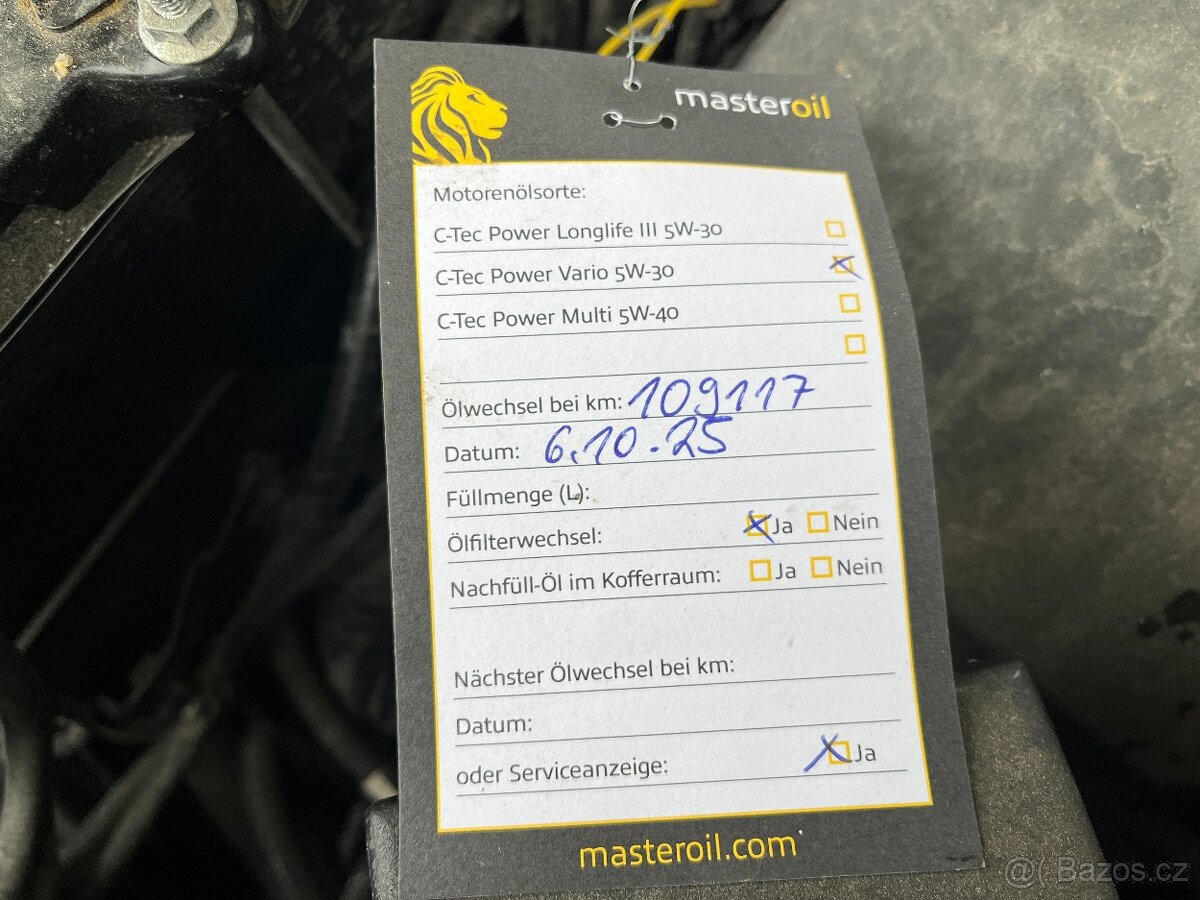 masteroil
Motorenölsorte:
C-Tec Power Longlife III 5W-30
C-Tec Power Vario 5W-30
C-Tec Power Multi 5W-40
Ölwechsel bei km: 109117
Datum: 6.10.25
Füllmenge (L):
Ölfilterwechsel: Ja Nein
Nachfüll-Öl im Kofferraum: Ja Nein
Nächster Ölwechsel bei km:
Datum:
oder Serviceanzeige: Ja
masteroil.com
@( Bazos.cz